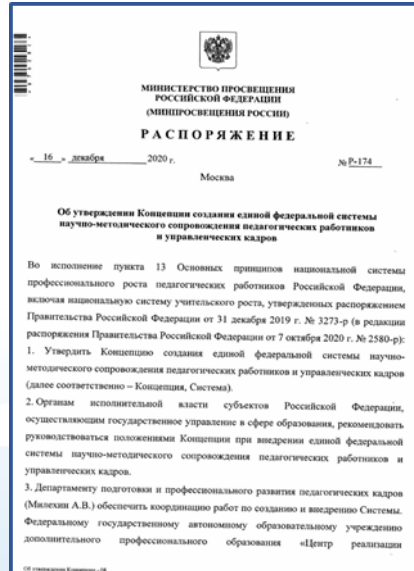 МИНИСТЕРСТВО ПРОСВЕЩЕНИЯ
РОССИЙСКОЙ ФЕДЕРАЦИИ
(МИНПРОСВЕЩЕНИЯ РОССИИ)
РАСПОРЯЖЕНИЕ
« 16 » декабря 2020 г. № Р-174
Москва
Об утверждении Концепции создания единой федеральной системы
научно-методического сопровождения педагогических работников
и управленческих кадров
Во исполнение пункта 13 Основных принципов национальной системы
профессионального роста педагогических работников Российской Федерации,
включая национальную систему учительского роста, утвержденных распоряжением
Правительства Российской Федерации от 31 декабря 2019 г. № 3273-р (в редакции
распоряжения Правительства Российской Федерации от 7 октября 2020 г. № 2580-р):
1. Утвердить Концепцию создания единой федеральной системы научно-
методического сопровождения педагогических работников и управленческих кадров
(далее соответственно – Концепция, Система).
2. Органам исполнительной власти субъектов Российской Федерации,
осуществляющим государственное управление в сфере образования, рекомендовать
руководствоваться положениями Концепции при внедрении единой федеральной
системы научно-методического сопровождения педагогических работников и
управленческих кадров.
3. Департаменту подготовки и профессионального развития педагогических кадров
(Милехин А.В.) обеспечить координацию работ по созданию и внедрению Системы.
Федеральному государственному автономному образовательному учреждению
дополнительного профессионального образования «Центр реализации
Об утверждении Концепции